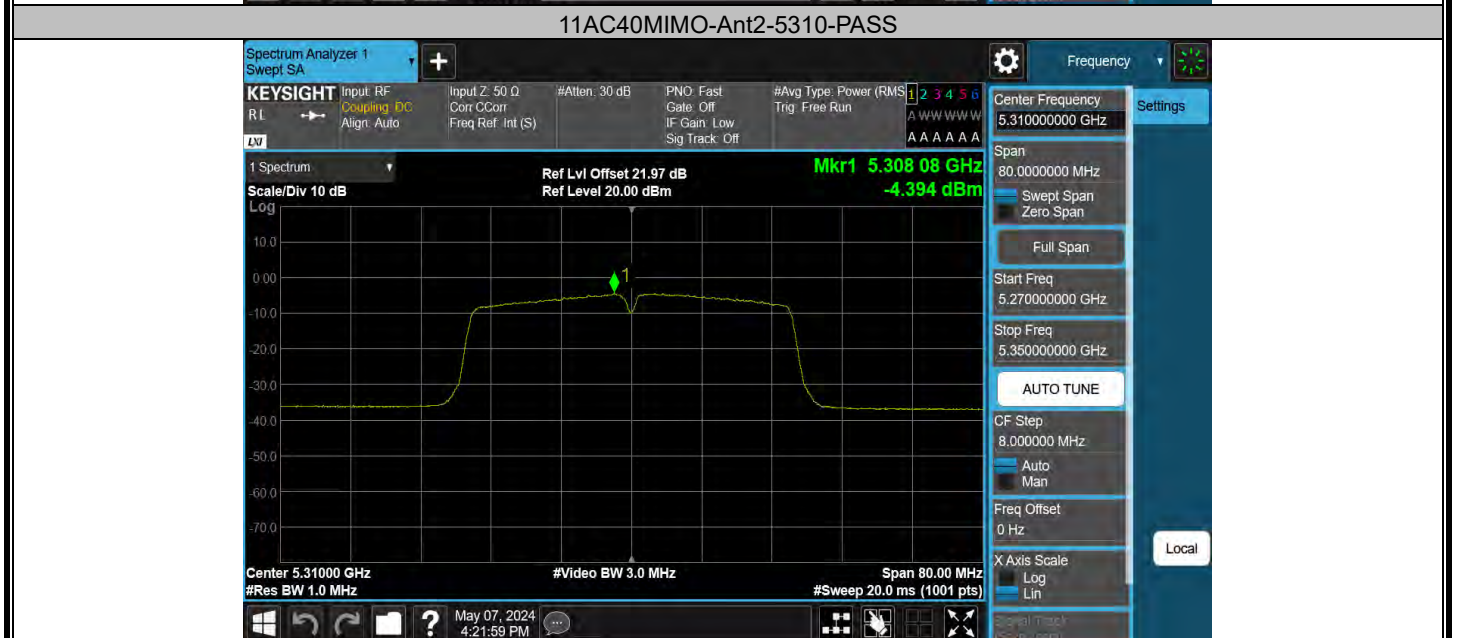 11AC40MIMO-Ant2-5310-PASS
Spectrum Analyzer 1
Swept SA
+
Frequency
KEYSIGHT
R L
LXI
Input: RF
Coupling: DC
Align: Auto
Input Z: 50 Ω
Corr CCorr
Freq Ref: Int (S)
#Atten: 30 dB
PNO: Fast
Gate: Off
IF Gain: Low
Sig Track: Off
#Avg Type: Power (RMS
Trig: Free Run
1 2 3 4 5 6
A W W W W W
A A A A A A
1 Spectrum
Scale/Div 10 dB
Log
Ref Lvl Offset 21.97 dB
Ref Level 20.00 dBm
Mkr1 5.308 08 GHz
-4.394 dBm
10.0
0.00
-10.0
-20.0
-30.0
-40.0
-50.0
-60.0
-70.0
1
Center 5.31000 GHz
#Res BW 1.0 MHz
#Video BW 3.0 MHz
Span 80.00 MHz
#Sweep 20.0 ms (1001 pts)
Center Frequency
5.310000000 GHz
Settings
Span
80.0000000 MHz
Swept Span
Zero Span
Full Span
Start Freq
5.270000000 GHz
Stop Freq
5.350000000 GHz
AUTO TUNE
CF Step
8.000000 MHz
Auto
Man
Freq Offset
0 Hz
X Axis Scale
Log
Lin
Local
Signal Track
?
May 07, 2024
4:21:59 PM